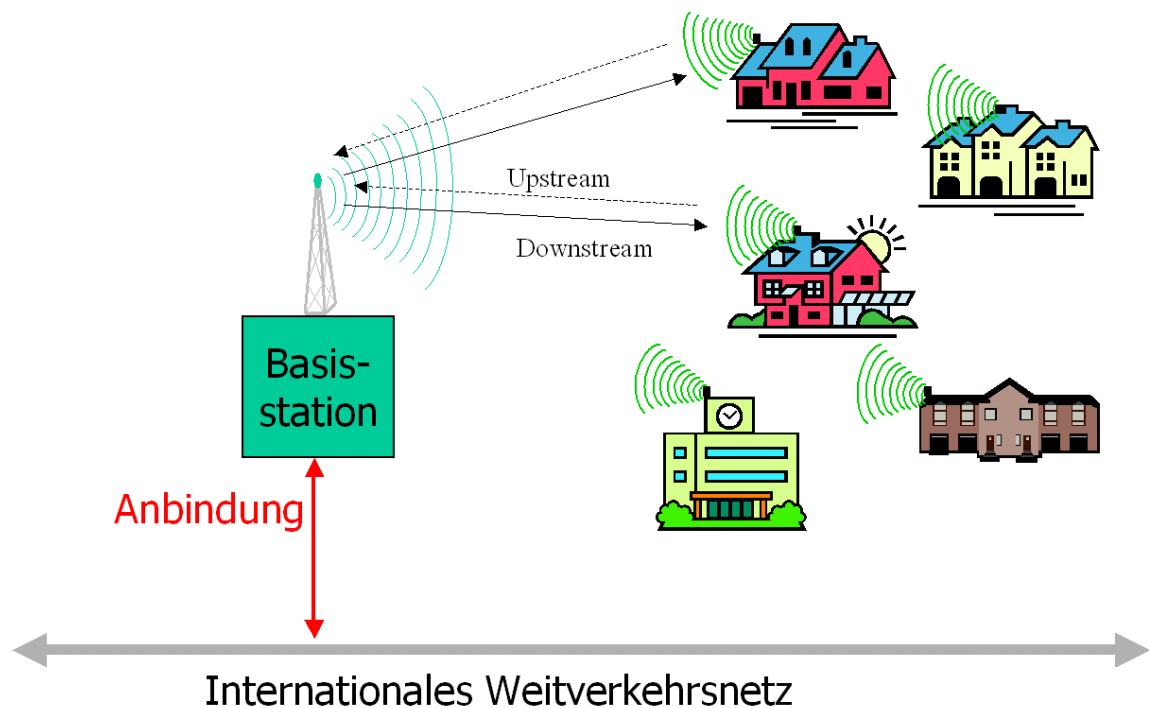 Upstream
Downstream
Basis-
station
Anbindung
Internationales Weitverkehrsnetz